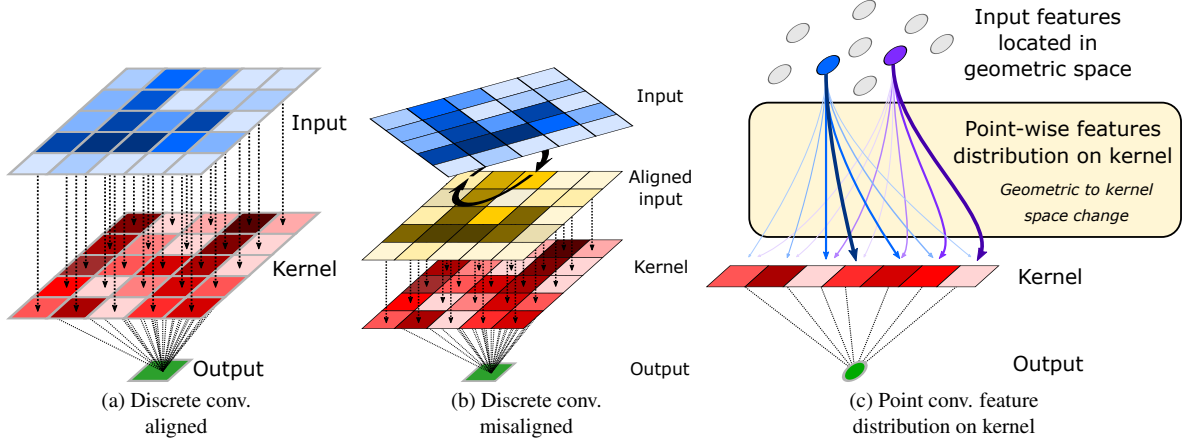 Input
Kernel
Output
(a) Discrete conv.
aligned
Input
Aligned
input
Kernel
Output
(b) Discrete conv.
misaligned
Input features
located in
geometric space
Point-wise features
distribution on kernel
Geometric to kernel
space change
Kernel
Output
(c) Point conv. feature
distribution on kernel